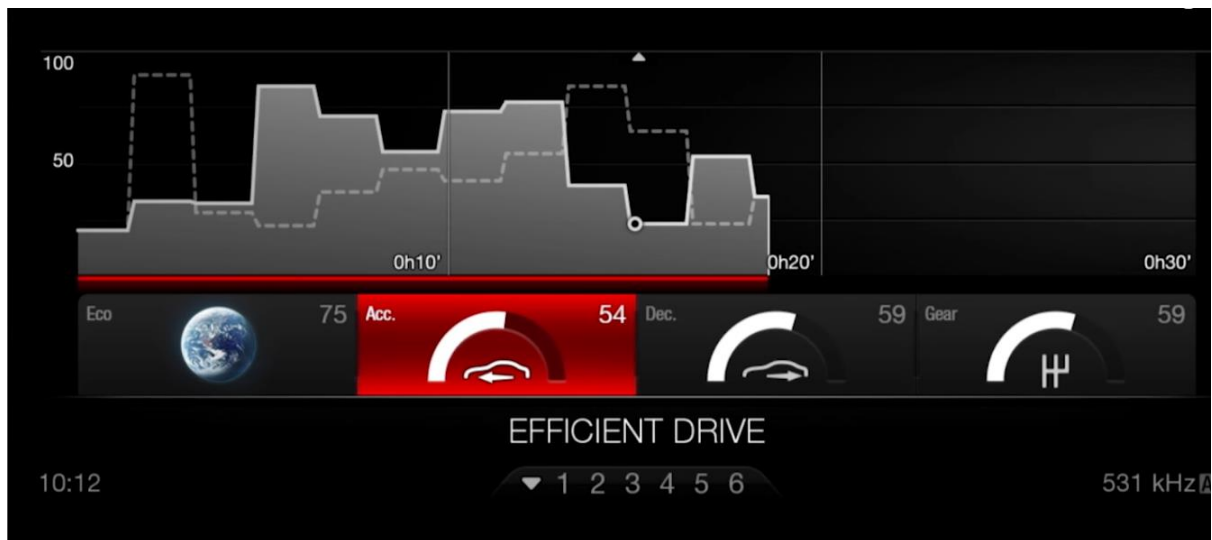 100
50
0h10' 0h20' 0h30'
Eco 75 Acc. 54 Dec. 59 Gear 59
EFFICIENT DRIVE
10:12 1 2 3 4 5 6 531 kHz A